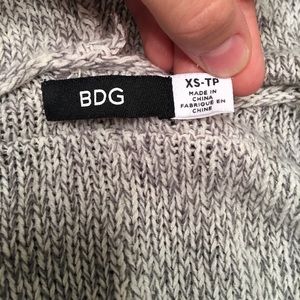 BDG
XS-TP
MADE IN
CHINA
FABRIQUÉ EN
CHINE